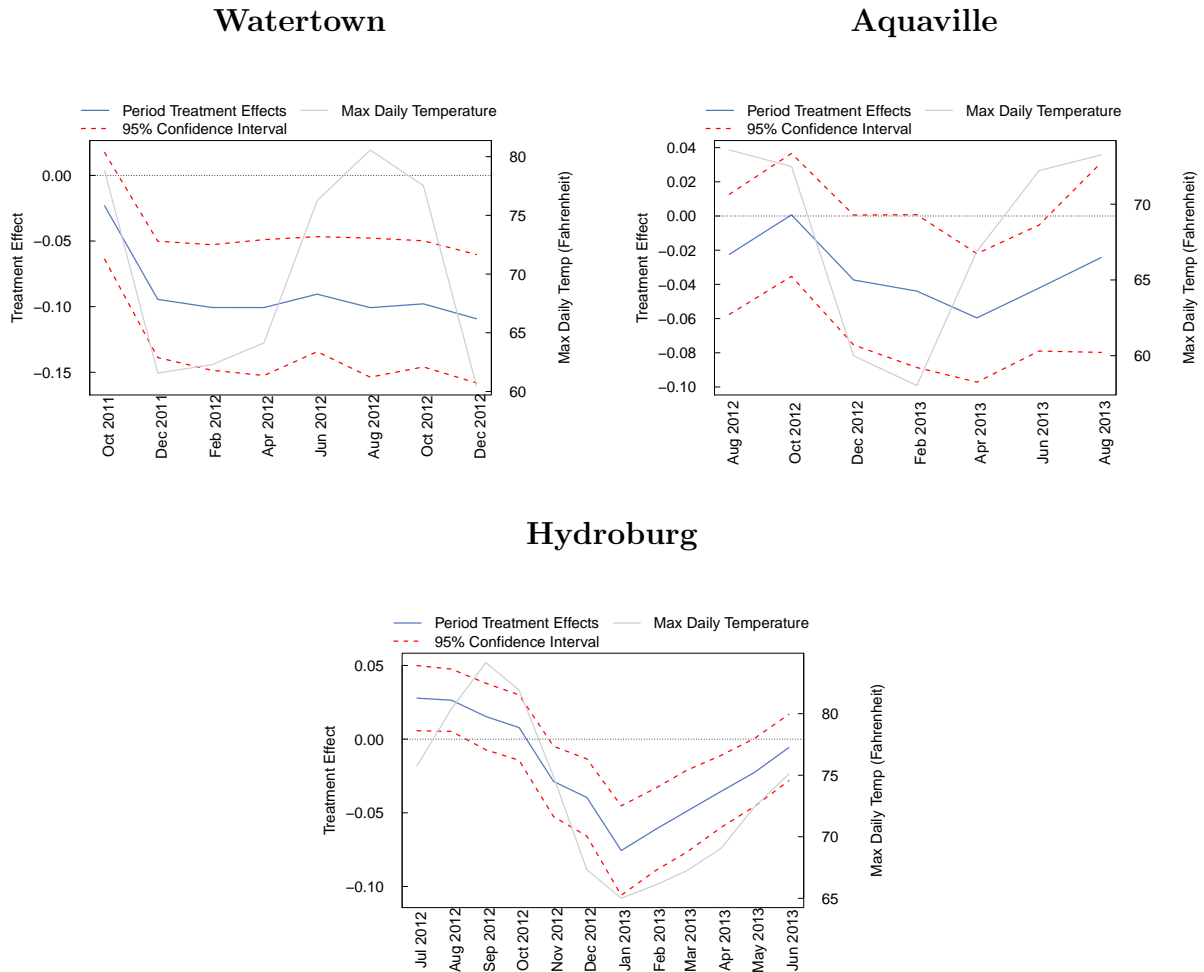 Watertown
Period Treatment Effects
95% Confidence Interval
Max Daily Temperature
Treatment Effect
0.00
−0.05
−0.10
−0.15
80
75
70
65
60
Max Daily Temp (Fahrenheit)
Oct 2011
Dec 2011
Feb 2012
Apr 2012
Jun 2012
Aug 2012
Oct 2012
Dec 2012
Aquaville
Period Treatment Effects
95% Confidence Interval
Max Daily Temperature
Treatment Effect
0.04
0.02
0.00
−0.02
−0.04
−0.06
−0.08
−0.10
70
65
60
Max Daily Temp (Fahrenheit)
Aug 2012
Oct 2012
Dec 2012
Feb 2013
Apr 2013
Jun 2013
Aug 2013
Hydroburg
Period Treatment Effects
95% Confidence Interval
Max Daily Temperature
Treatment Effect
0.05
0.00
−0.05
−0.10
80
75
70
65
Max Daily Temp (Fahrenheit)
Jul 2012
Aug 2012
Sep 2012
Oct 2012
Nov 2012
Dec 2012
Jan 2013
Feb 2013
Mar 2013
Apr 2013
May 2013
Jun 2013